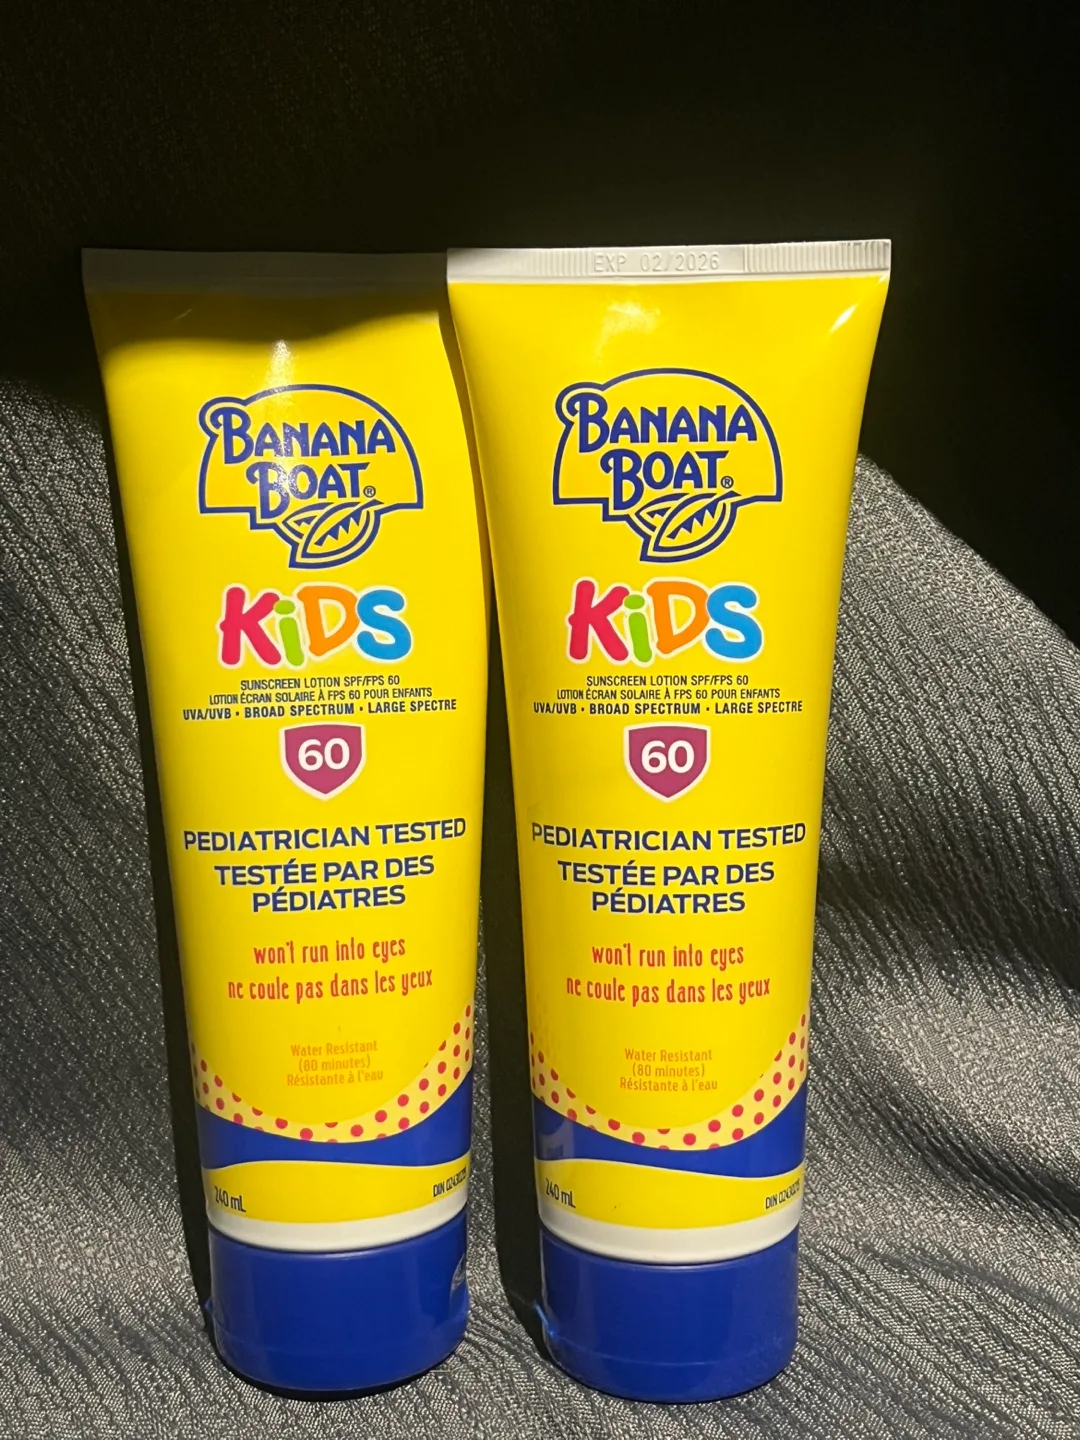 BANANA
BOAT®
KiDS
SUNSCREEN LOTION SPF/FPS 60
LOTION ÉCRAN SOLAIRE À FPS 60 POUR ENFANTS
UVA/UVB • BROAD SPECTRUM • LARGE SPECTRE
60
PEDIATRICIAN TESTED
TESTÉE PAR DES
PÉDIATRES
won't run into eyes
ne coule pas dans les yeux
Water Resistant
(80 minutes)
Résistante à l'eau
240 mL
DIN
EXP 02/2026
BANANA
BOAT®
KiDS
SUNSCREEN LOTION SPF/FPS 60
LOTION ÉCRAN SOLAIRE À FPS 60 POUR ENFANTS
UVA/UVB • BROAD SPECTRUM • LARGE SPECTRE
60
PEDIATRICIAN TESTED
TESTÉE PAR DES
PÉDIATRES
won't run into eyes
ne coule pas dans les yeux
Water Resistant
(80 minutes)
Résistante à l'eau
240 mL
DIN